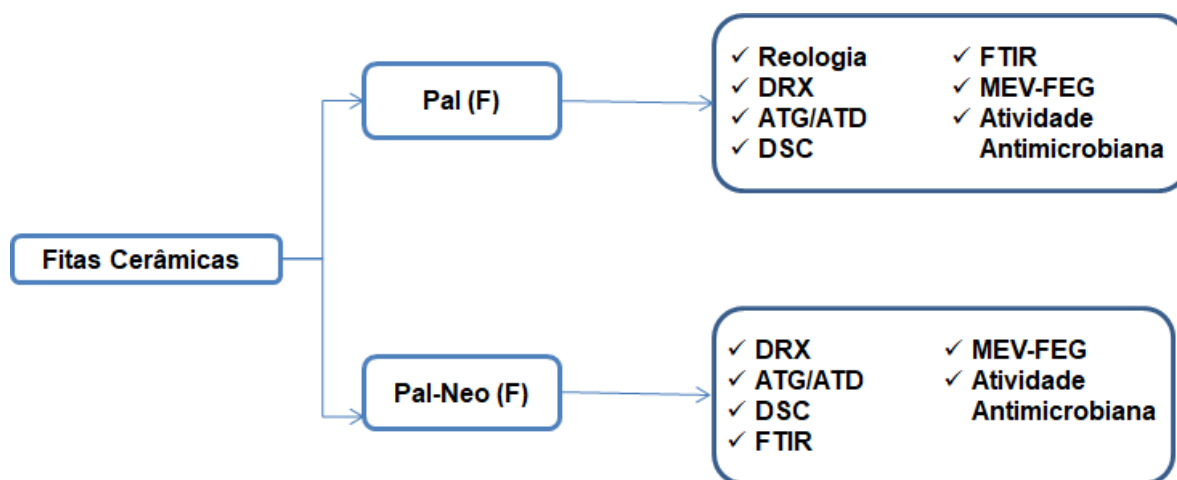 Fitas Cerâmicas
Pal (F)
✓ Reologia
✓ DRX
✓ ATG/ATD
✓ DSC
✓ FTIR
✓ MEV-FEG
✓ Atividade
Antimicrobiana
Pal-Neo (F)
✓ DRX
✓ ATG/ATD
✓ DSC
✓ FTIR
✓ MEV-FEG
✓ Atividade
Antimicrobiana